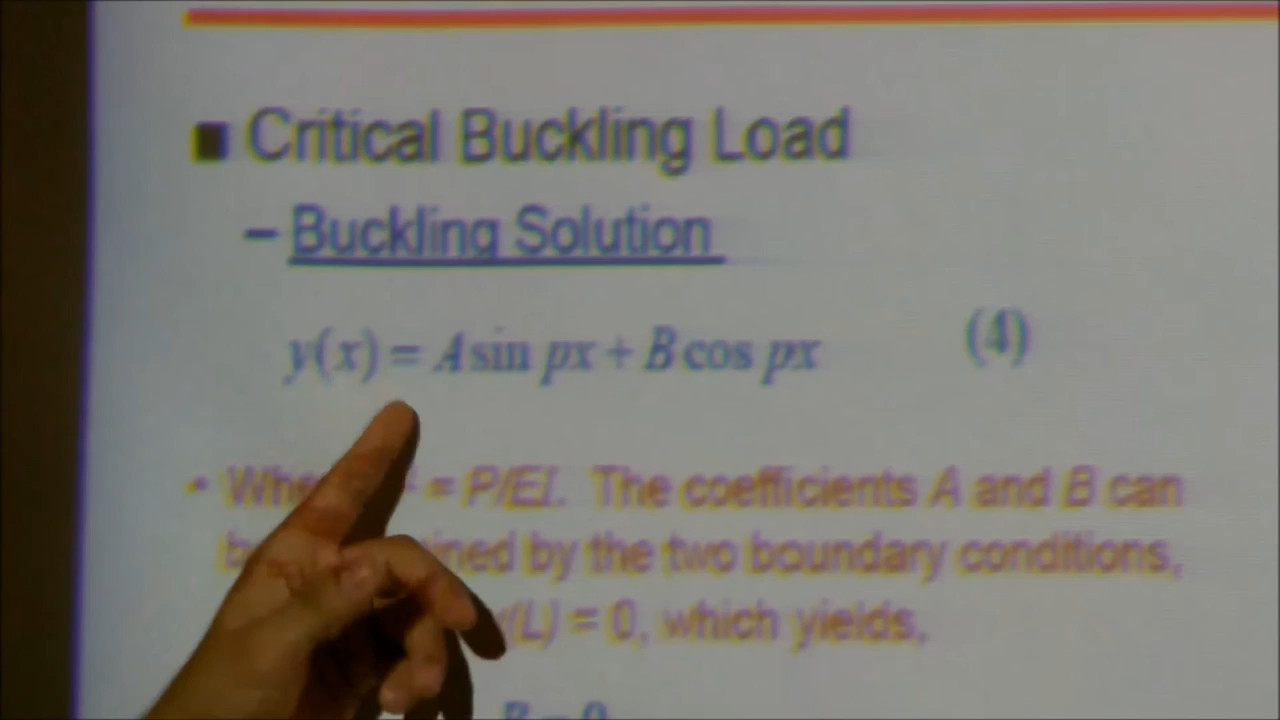 ■ Critical Buckling Load
– Buckling Solution
y(x) = A sin px + B cos px (4)
• = P/EI. The coefficients A and B can
by the two boundary conditions,
(L) = 0, which yields,
B = 0